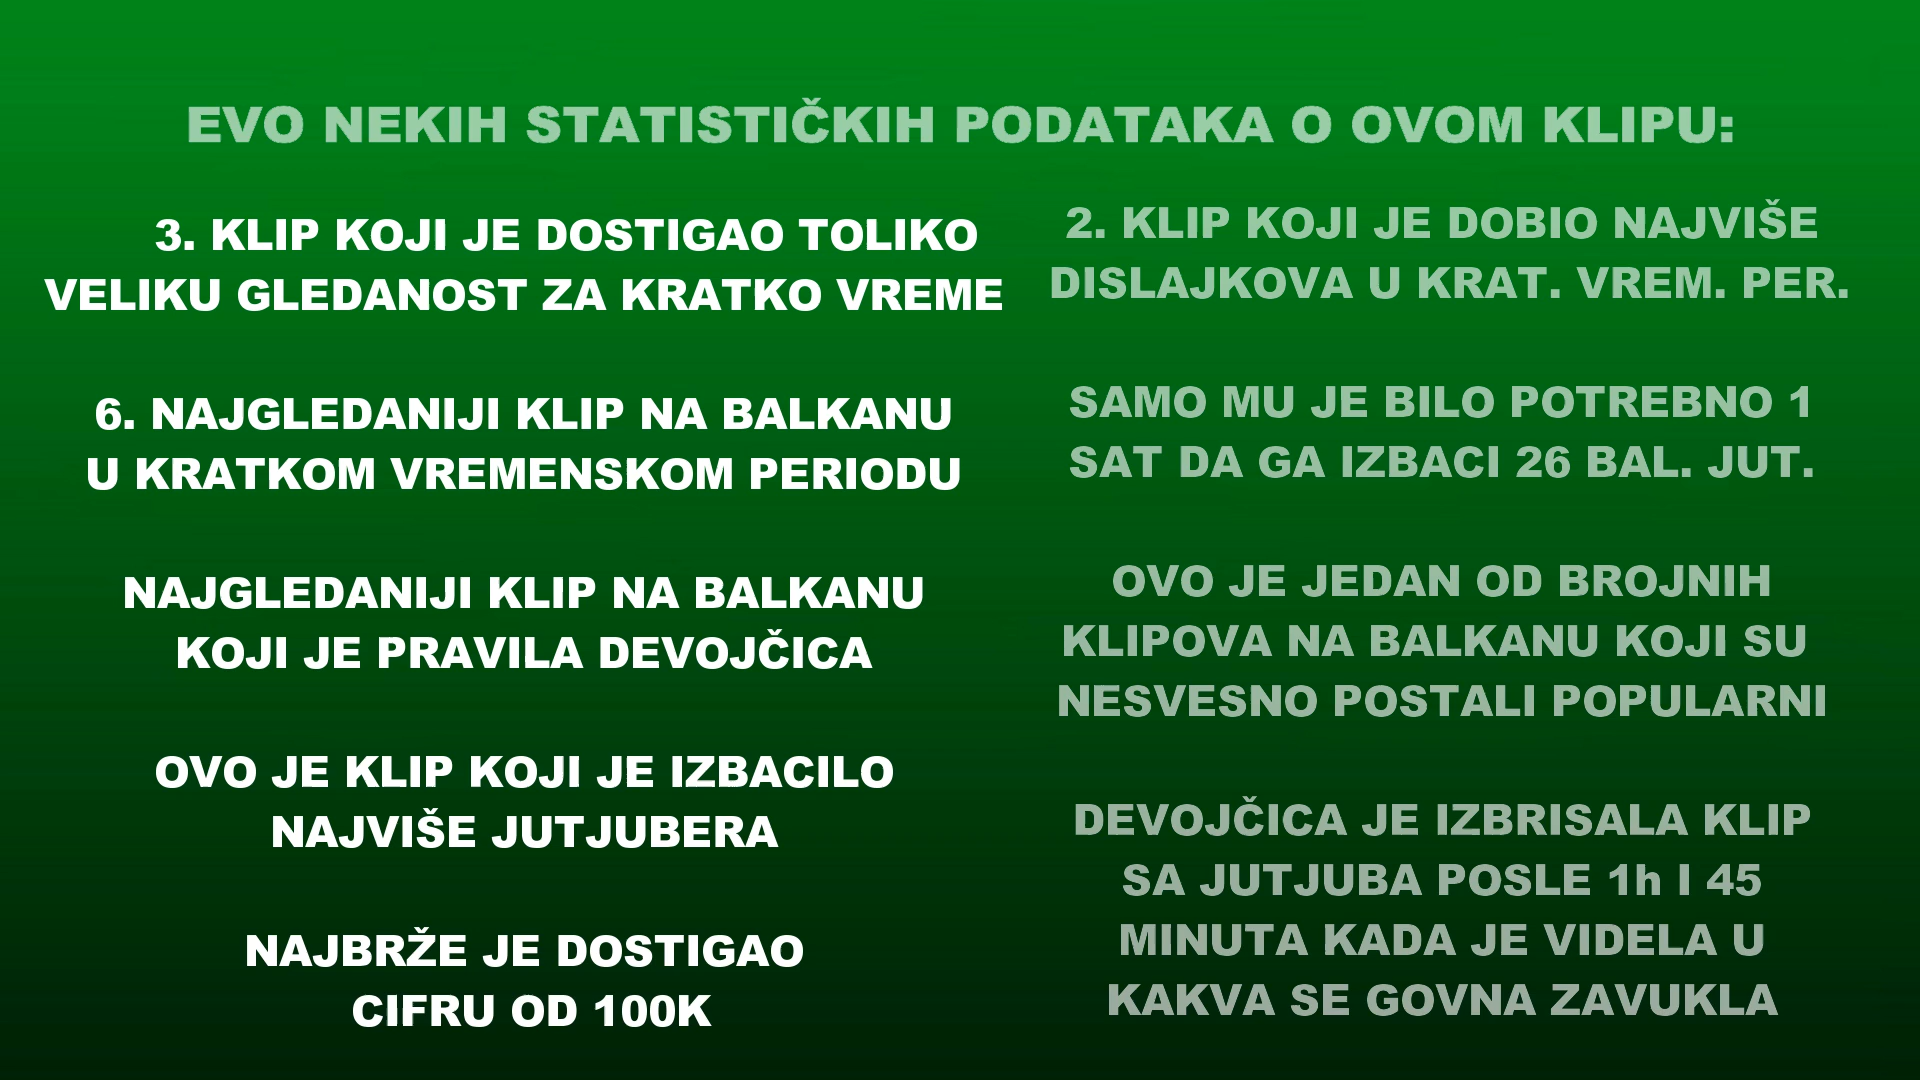 EVO NEKIH STATISTIČKIH PODATAKA O OVOM KLIPU:
3. KLIP KOJI JE DOSTIGAO TOLIKO
VELIKU GLEDANOST ZA KRATKO VREME
6. NAJGLEDANIJI KLIP NA BALKANU
U KRATKOM VREMENSKOM PERIODU
NAJGLEDANIJI KLIP NA BALKANU
KOJI JE PRAVILA DEVOJČICA
OVO JE KLIP KOJI JE IZBACILO
NAJVIŠE JUTJUBERA
NAJBRŽE JE DOSTIGAO
CIFRU OD 100K
2. KLIP KOJI JE DOBIO NAJVIŠE
DISLAJKOVA U KRAT. VREM. PER.
SAMO MU JE BILO POTREBNO 1
SAT DA GA IZBACI 26 BAL. JUT.
OVO JE JEDAN OD BROJNIH
KLIPOVA NA BALKANU KOJI SU
NESVESNO POSTALI POPULARNI
DEVOJČICA JE IZBRISALA KLIP
SA JUTJUBA POSLE 1h I 45
MINUTA KADA JE VIDELA U
KAKVA SE GOVNA ZAVUKLA